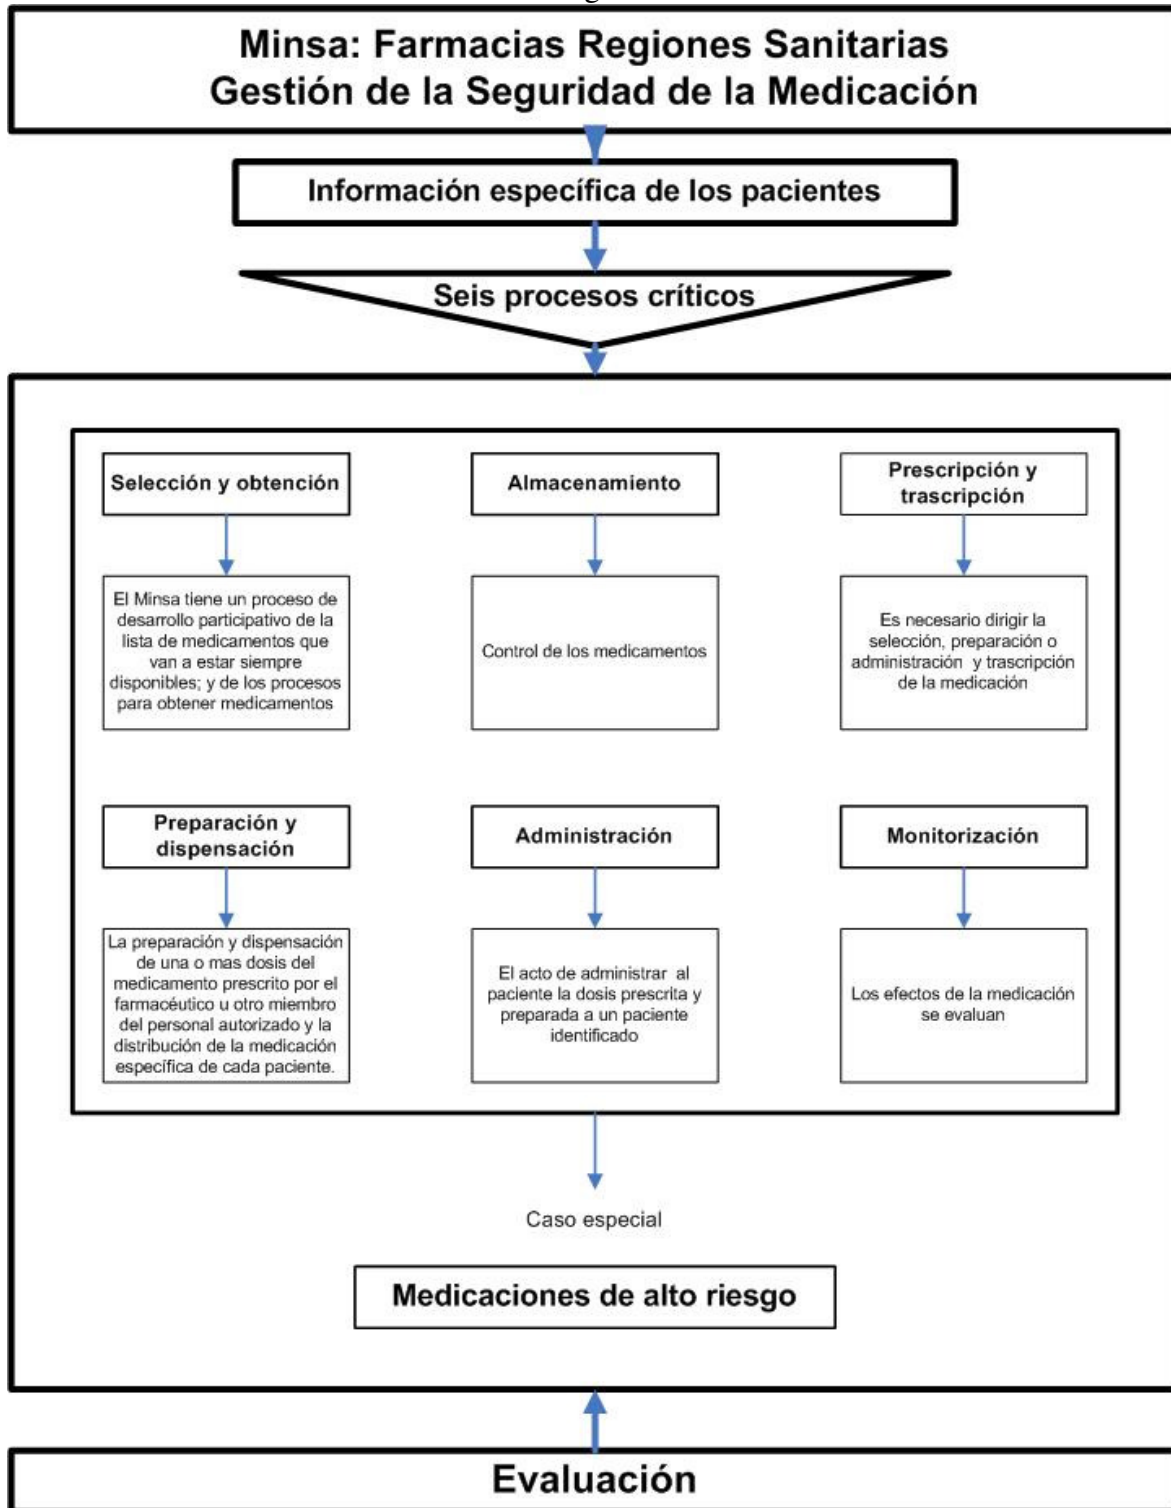 Minsa: Farmacias Regiones Sanitarias
Gestión de la Seguridad de la Medicación
Información específica de los pacientes
Seis procesos críticos
Selección y obtención
El Minsa tiene un proceso de
desarrollo participativo de la
lista de medicamentos que
van a estar siempre
disponibles; y de los procesos
para obtener medicamentos
Almacenamiento
Control de los medicamentos
Prescripción y
trascripción
Es necesario dirigir la
selección, preparación o
administración y trascripción
de la medicación
Preparación y
dispensación
La preparación y dispensación
de una o mas dosis del
medicamento prescrito por el
farmacéutico u otro miembro
del personal autorizado y la
distribución de la medicación
específica de cada paciente.
Administración
El acto de administrar al
paciente la dosis prescrita y
preparada a un paciente
identificado
Monitorización
Los efectos de la medicación
se evaluan
Caso especial
Medicaciones de alto riesgo
Evaluación